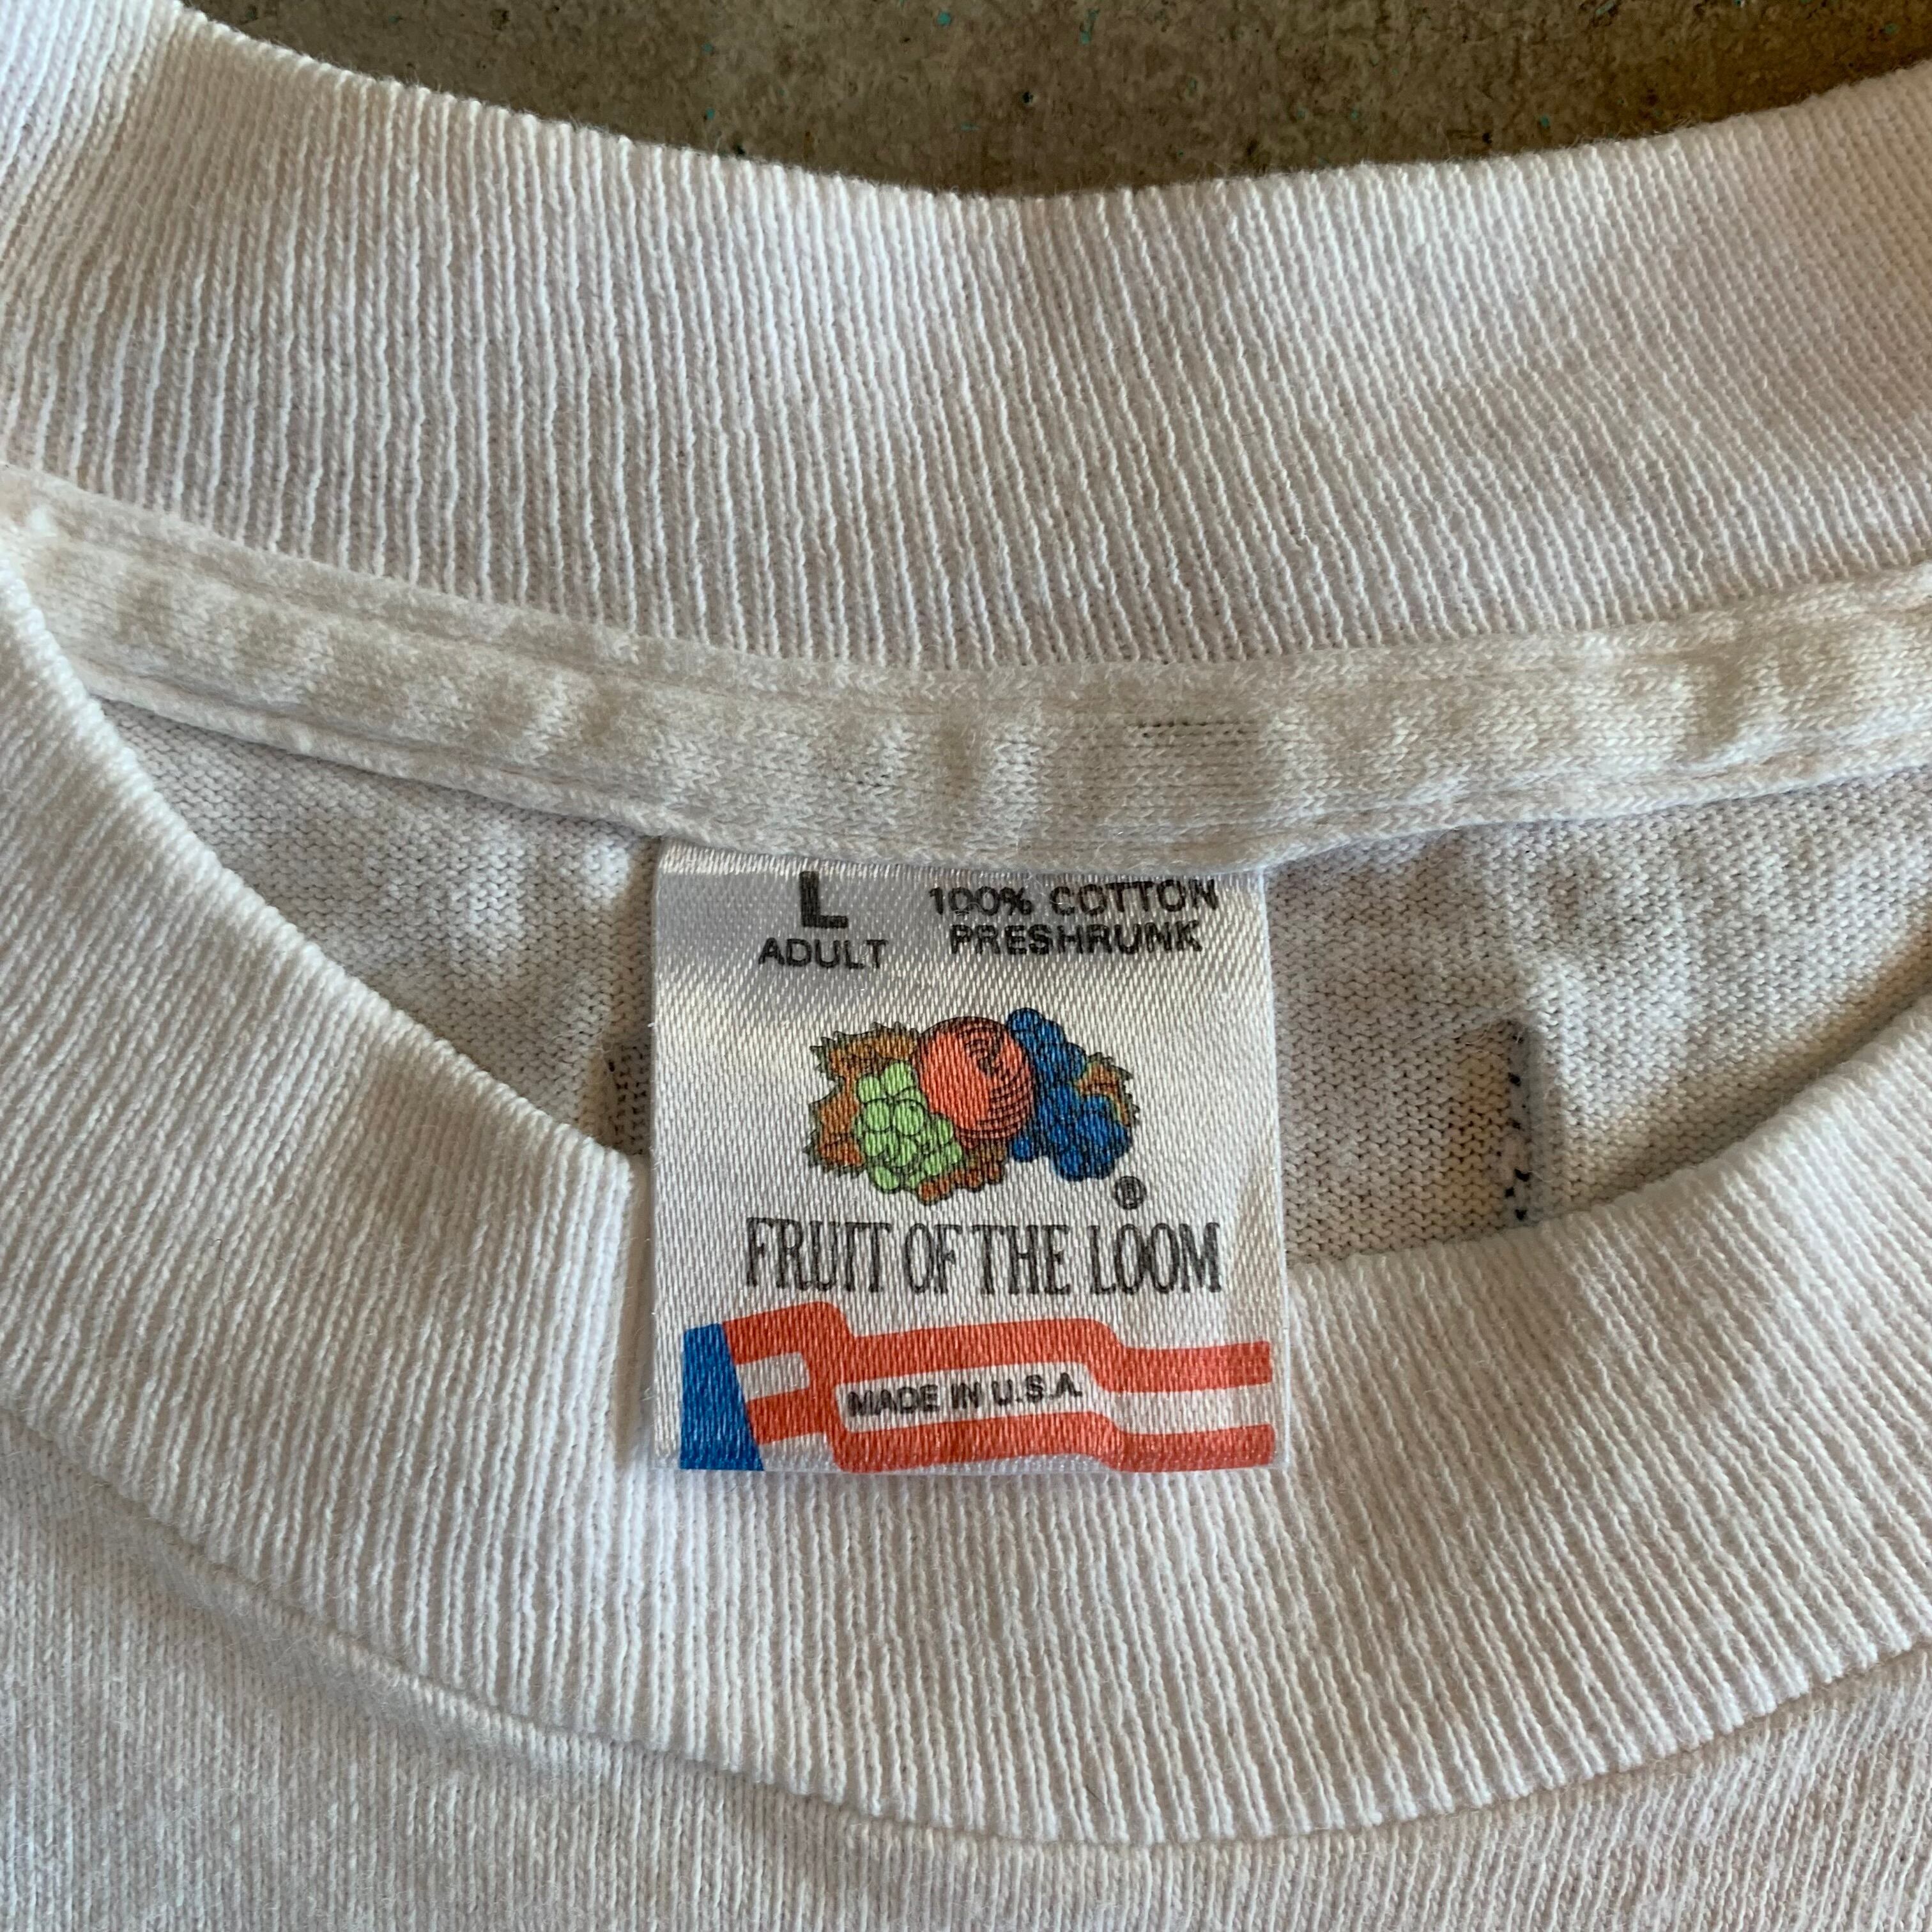 L 100% COTTON
ADULT PRESHRUNK
®
FRUIT OF THE LOOM
MADE IN U.S.A.